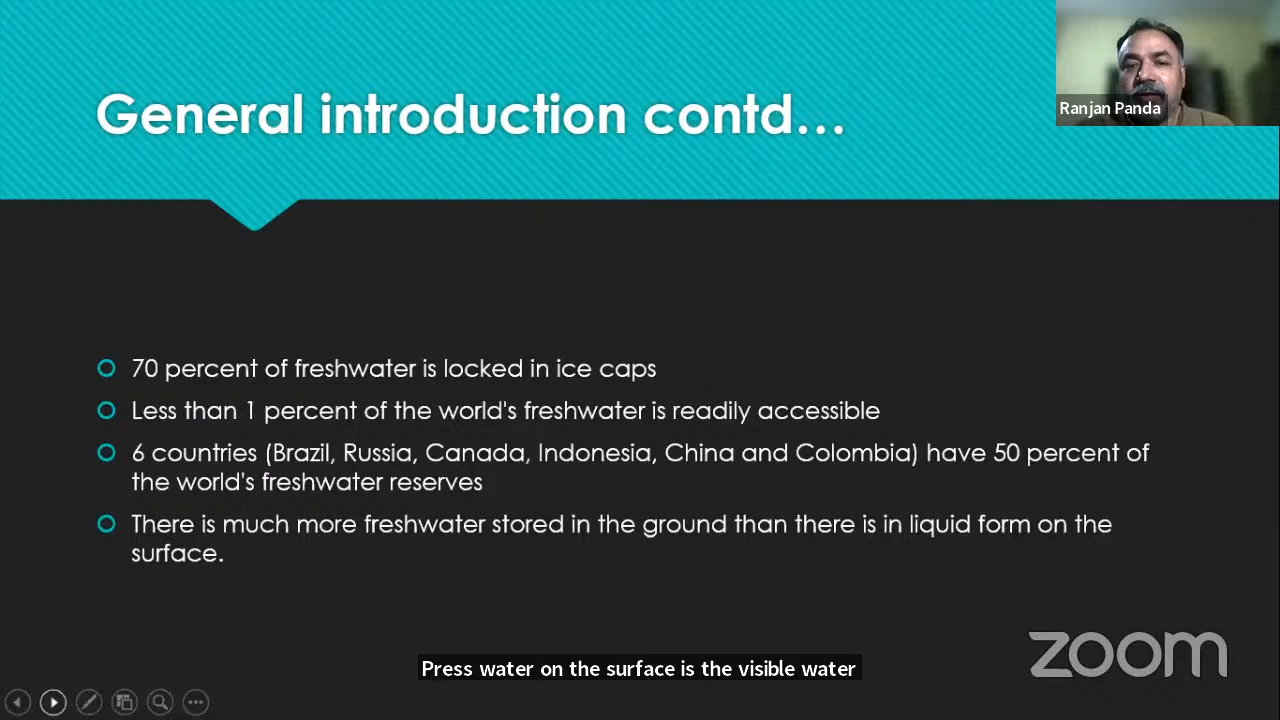 General introduction contd...
Ranjan Panda
70 percent of freshwater is locked in ice caps
Less than 1 percent of the world's freshwater is readily accessible
6 countries (Brazil, Russia, Canada, Indonesia, China and Colombia) have 50 percent of
the world's freshwater reserves
There is much more freshwater stored in the ground than there is in liquid form on the
surface.
zoom
Press water on the surface is the visible water